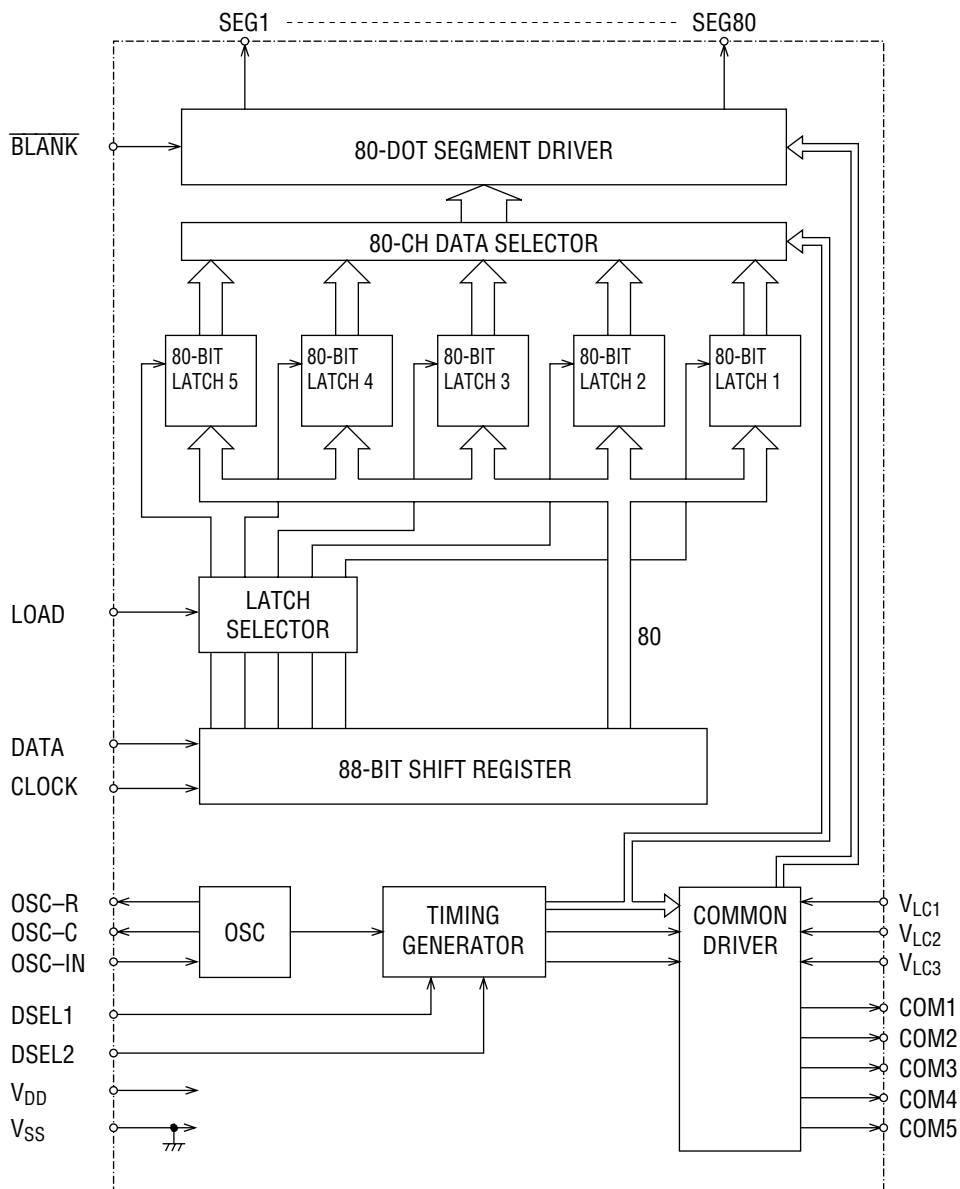 SEG1 SEG80
BLANK
80-DOT SEGMENT DRIVER
80-CH DATA SELECTOR
80-BIT LATCH 5
80-BIT LATCH 4
80-BIT LATCH 3
80-BIT LATCH 2
80-BIT LATCH 1
LOAD
LATCH
SELECTOR
80
DATA
CLOCK
88-BIT SHIFT REGISTER
OSC–R
OSC–C
OSC–IN
OSC
TIMING
GENERATOR
COMMON
DRIVER
VLC1
VLC2
VLC3
DSEL1
DSEL2
VDD
VSS
COM1
COM2
COM3
COM4
COM5